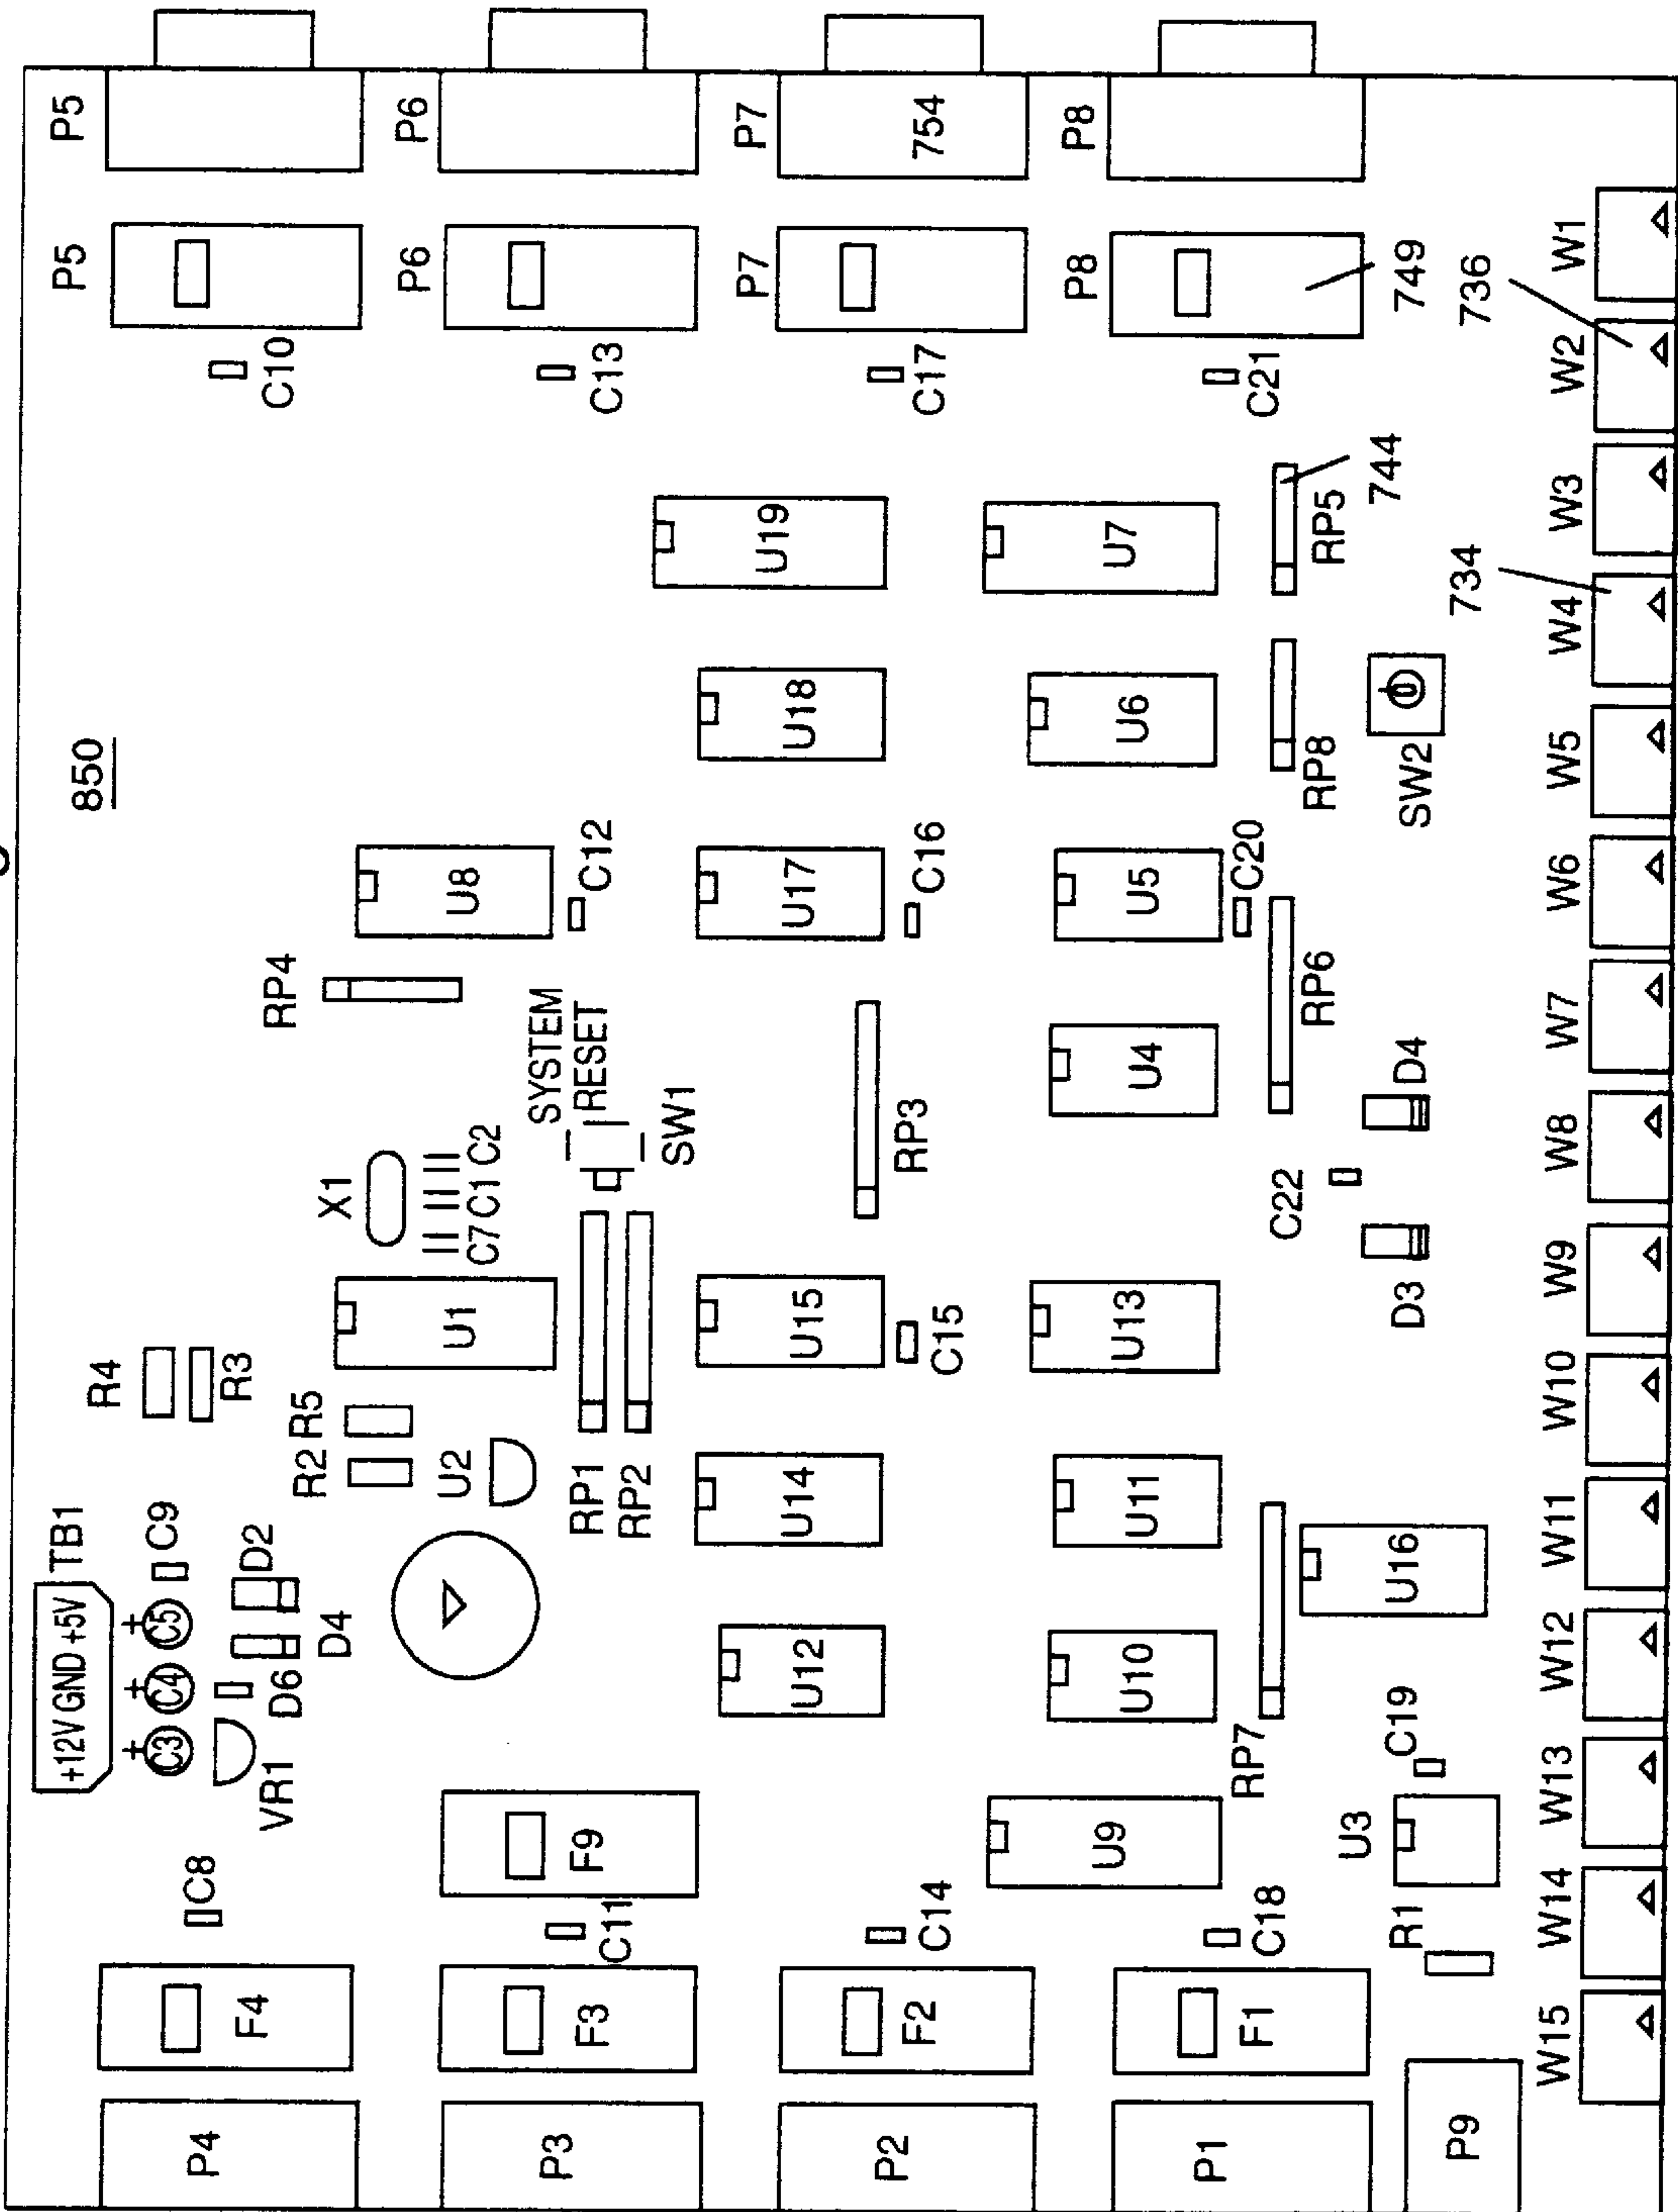 850
+12V GND +5V
TB1
C3
+
C4
+
C5
+
C9
VR1
D6
D4
D2
R4
R3
C8
R2
R5
U2
U1
X1
C7
C1
C2
SYSTEM
RESET
SW1
RP4
U8
C12
RP1
RP2
P4
F4
P3
F3
C11
F9
P2
F2
C14
P1
F1
C18
P9
P5
P5
C10
P6
P6
C13
P7
P7
754
C17
P8
P8
749
C21
U12
U14
U15
C15
RP3
U17
C16
U18
U19
U9
U10
U11
U13
U4
U5
C20
U6
U7
RP7
U16
RP6
RP8
RP5
744
R1
U3
C19
D3
C22
D4
SW2
734
736
W15
W14
W13
W12
W11
W10
W9
W8
W7
W6
W5
W4
W3
W2
W1